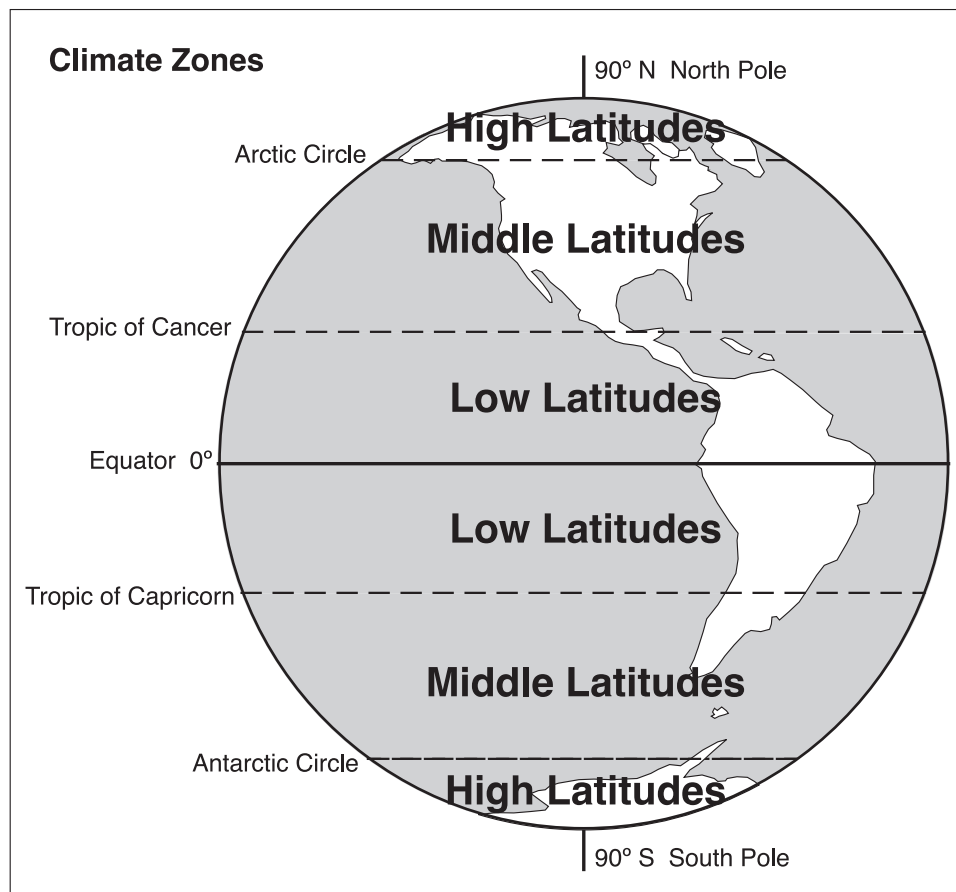 Climate Zones
90º N  North Pole
High Latitudes
Arctic Circle
Middle Latitudes
Tropic of Cancer
Low Latitudes
Equator  0º
Low Latitudes
Tropic of Capricorn
Middle Latitudes
Antarctic Circle
High Latitudes
90º S  South Pole